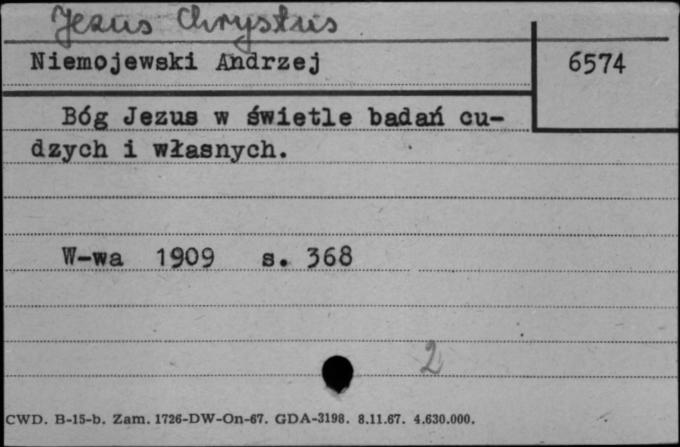 Jezus Chrystus
Niemojewski Andrzej
6574
Bóg Jezus w świetle badań cu-
dzych i własnych.
W-wa 1909 s. 368
2
CWD. B-15-b. Zam. 1726-DW-On-67. GDA-3198. 8.11.67. 4.630.000.